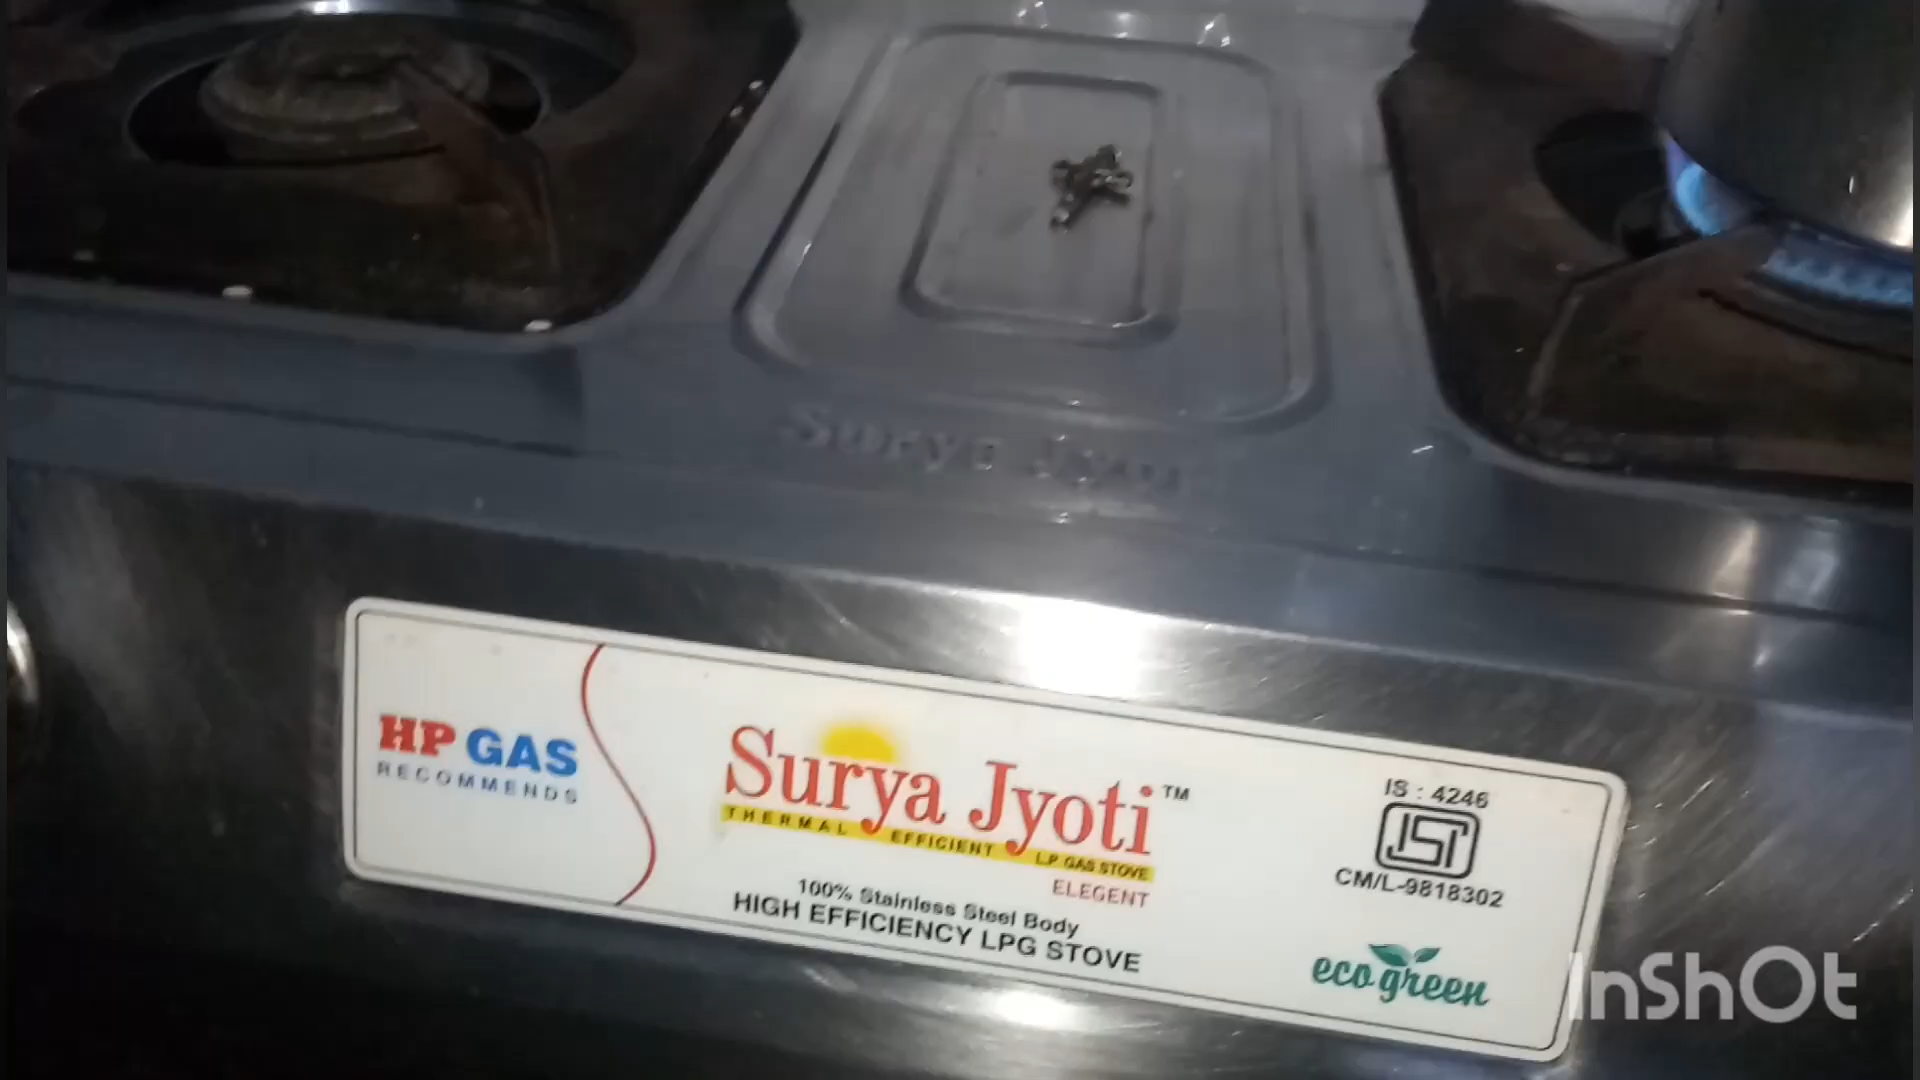 Surya Jyoti
HP GAS
RECOMMENDS
Surya Jyoti™
THERMAL EFFICIENT L.P. GAS STOVE
ELEGENT
100% Stainless Steel Body
HIGH EFFICIENCY LPG STOVE
IS : 4246
ISI
CM/L-9818302
eco green
InShOt